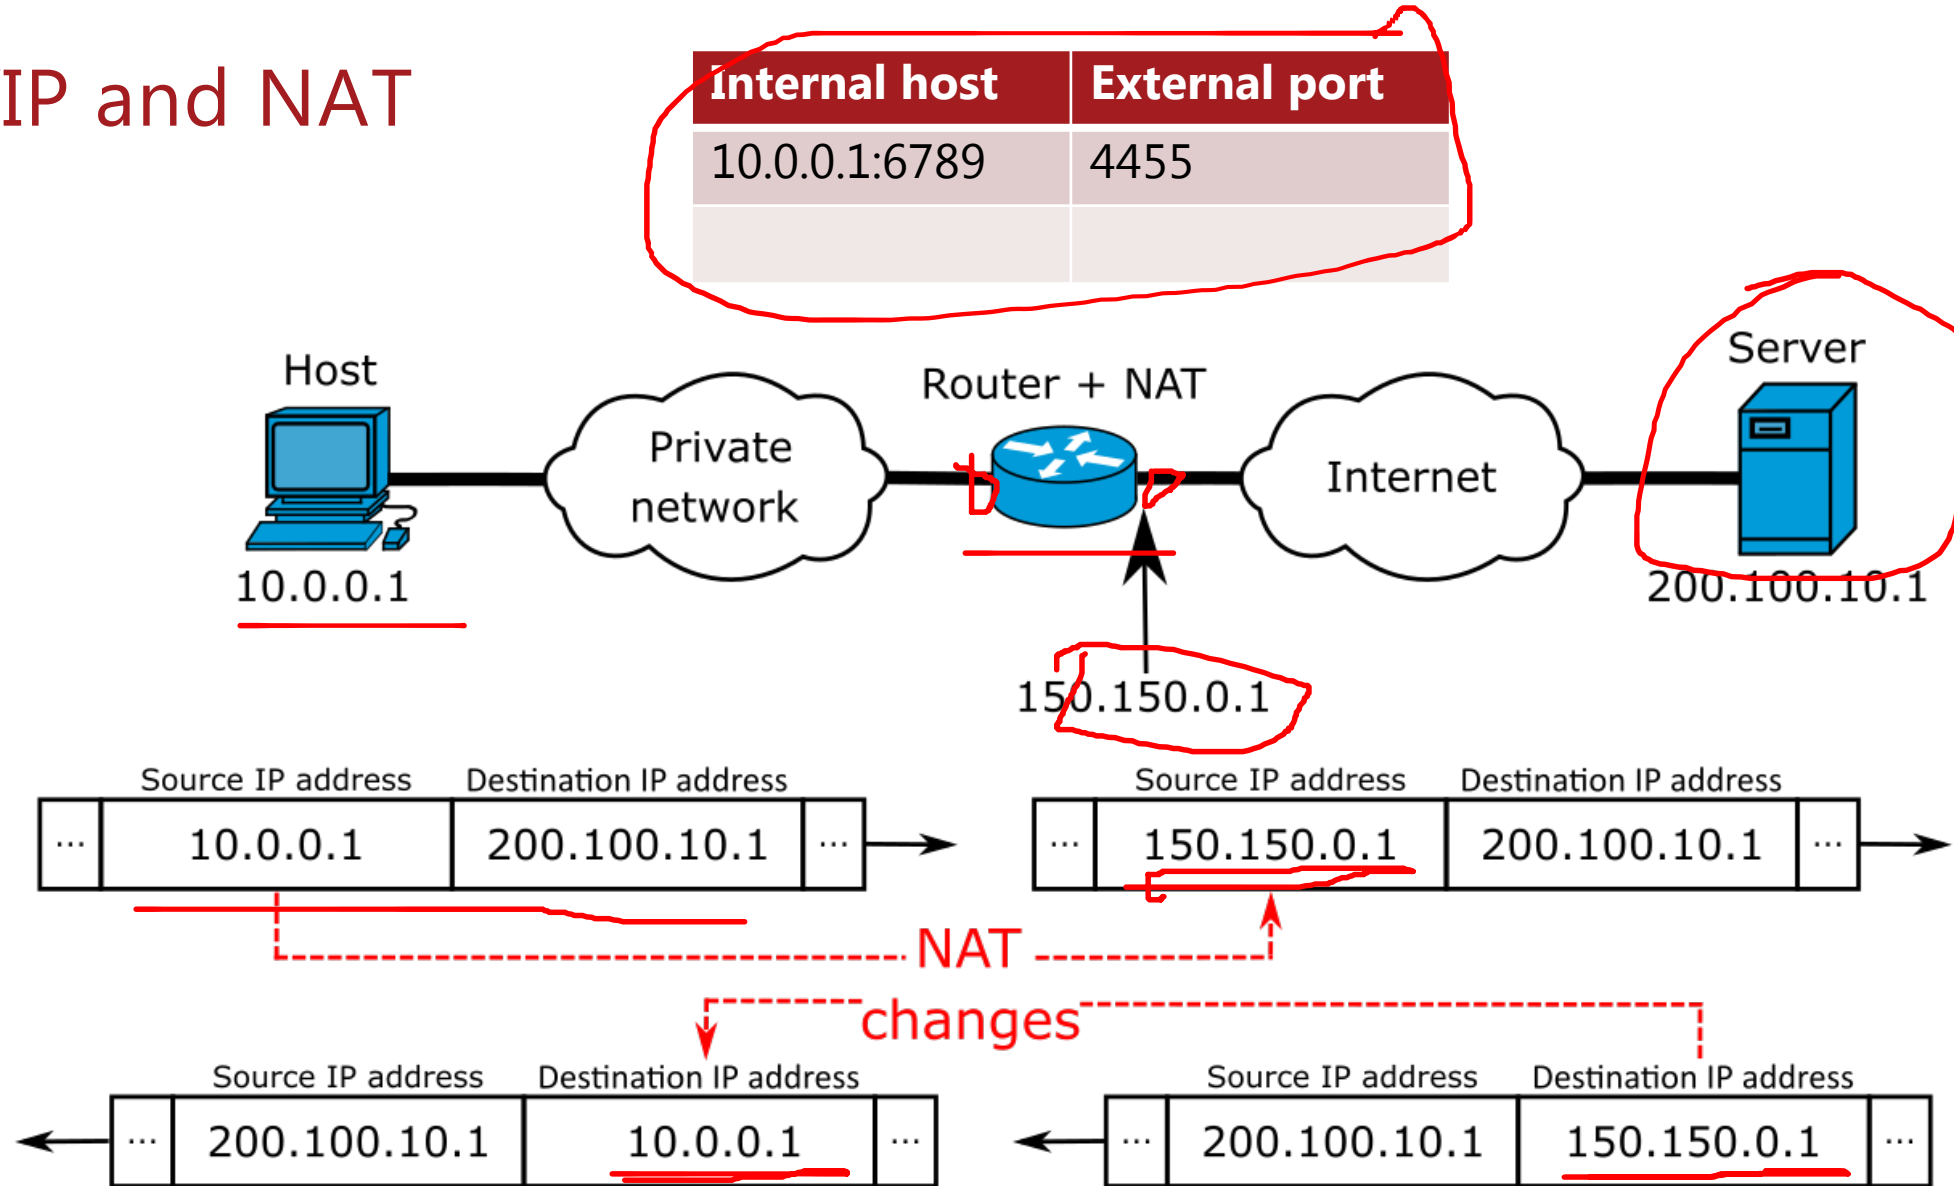 IP and NAT
Internal host External port
10.0.0.1:6789 4455
Host
Private
network
Router + NAT
Internet
Server
10.0.0.1
200.100.10.1
150.150.0.1
Source IP address Destination IP address
... 10.0.0.1 200.100.10.1 ...
Source IP address Destination IP address
... 150.150.0.1 200.100.10.1 ...
NAT
changes
Source IP address Destination IP address
... 200.100.10.1 10.0.0.1 ...
Source IP address Destination IP address
... 200.100.10.1 150.150.0.1 ...